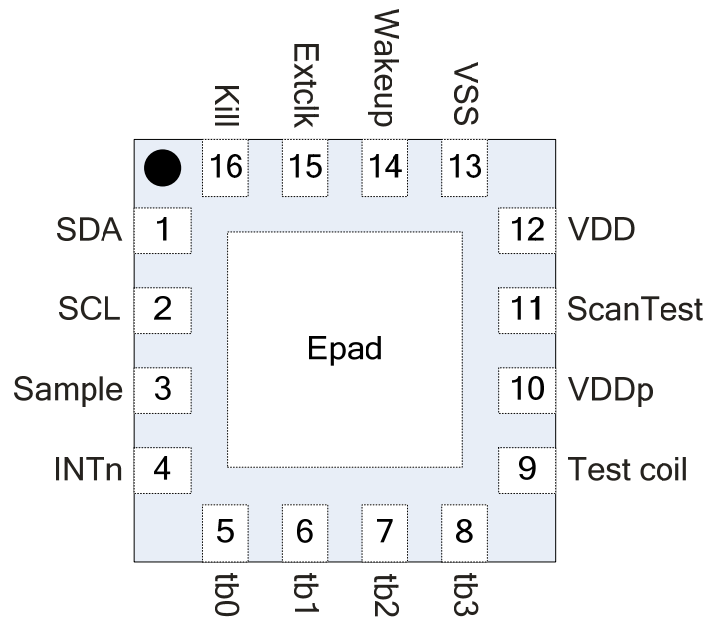 Kill
Extclk
Wakeup
VSS
16
15
14
13
SDA 1
12 VDD
SCL 2
11 ScanTest
Epad
Sample 3
10 VDDp
INTn 4
9 Test coil
5
6
7
8
tb0
tb1
tb2
tb3